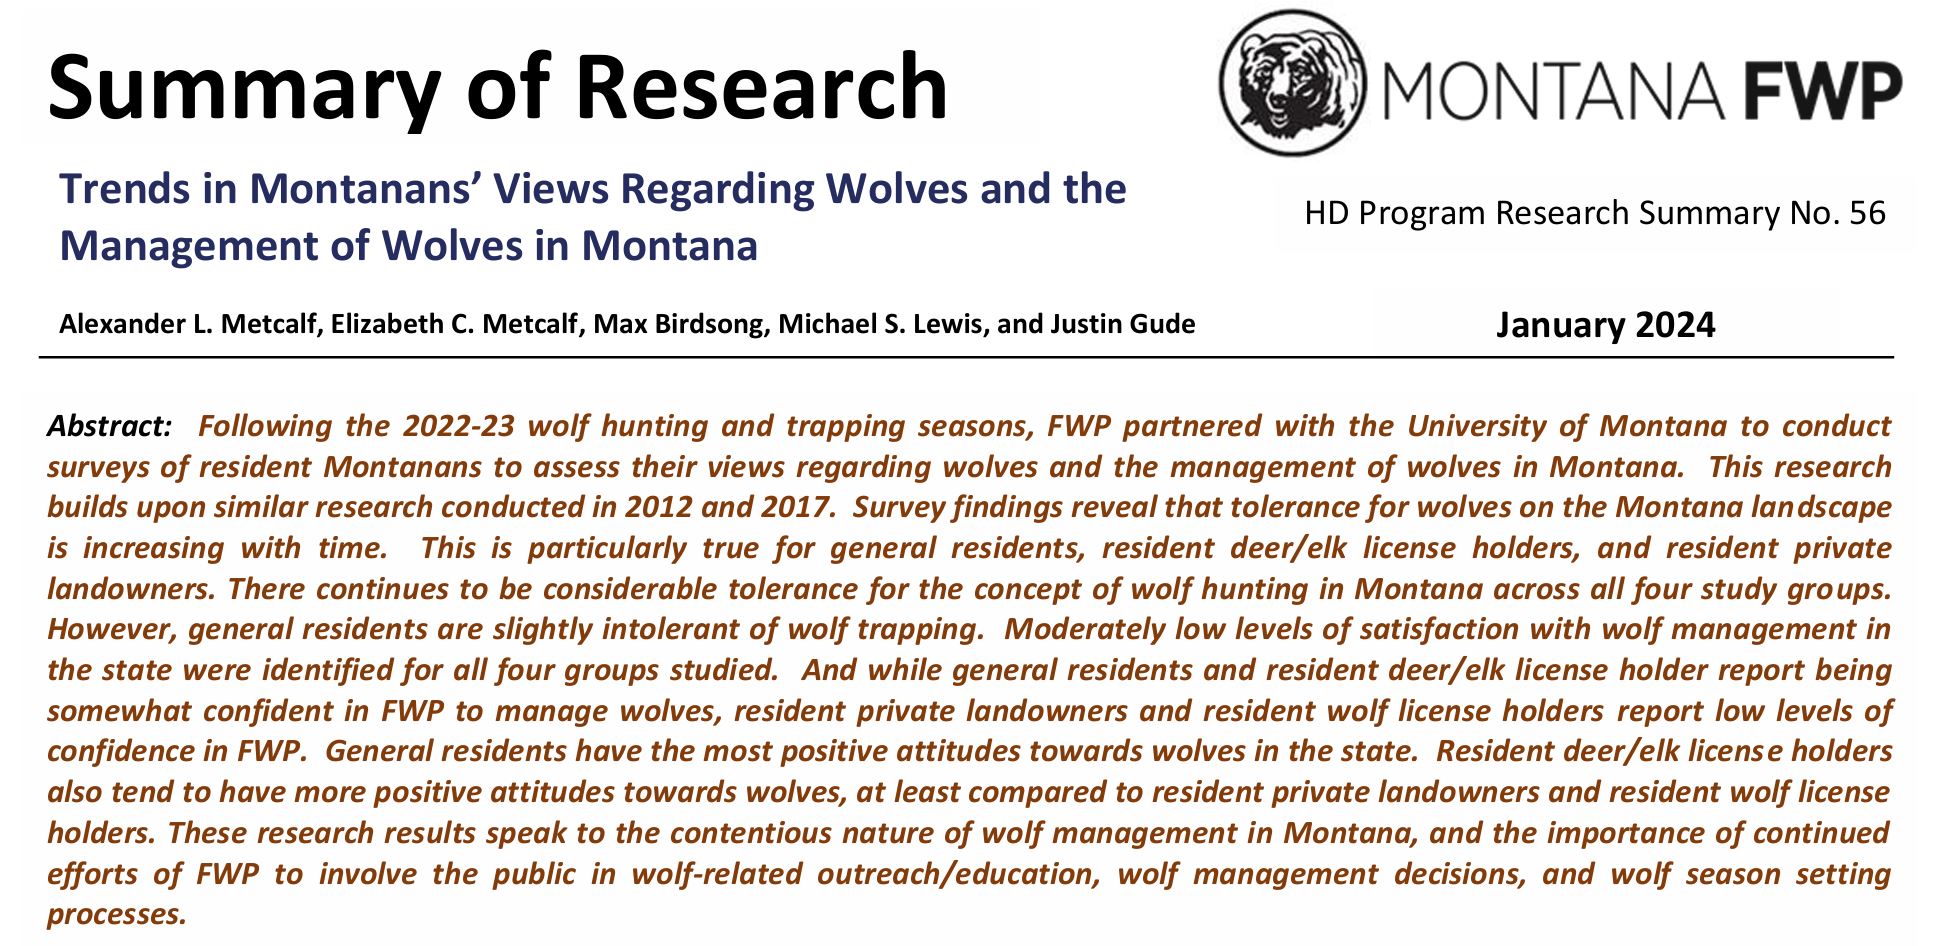 Summary of Research
MONTANA FWP
Trends in Montanans’ Views Regarding Wolves and the
Management of Wolves in Montana
HD Program Research Summary No. 56
Alexander L. Metcalf, Elizabeth C. Metcalf, Max Birdsong, Michael S. Lewis, and Justin Gude
January 2024
Abstract: Following the 2022-23 wolf hunting and trapping seasons, FWP partnered with the University of Montana to conduct
surveys of resident Montanans to assess their views regarding wolves and the management of wolves in Montana. This research
builds upon similar research conducted in 2012 and 2017. Survey findings reveal that tolerance for wolves on the Montana landscape
is increasing with time. This is particularly true for general residents, resident deer/elk license holders, and resident private
landowners. There continues to be considerable tolerance for the concept of wolf hunting in Montana across all four study groups.
However, general residents are slightly intolerant of wolf trapping. Moderately low levels of satisfaction with wolf management in
the state were identified for all four groups studied. And while general residents and resident deer/elk license holder report being
somewhat confident in FWP to manage wolves, resident private landowners and resident wolf license holders report low levels of
confidence in FWP. General residents have the most positive attitudes towards wolves in the state. Resident deer/elk license holders
also tend to have more positive attitudes towards wolves, at least compared to resident private landowners and resident wolf license
holders. These research results speak to the contentious nature of wolf management in Montana, and the importance of continued
efforts of FWP to involve the public in wolf-related outreach/education, wolf management decisions, and wolf season setting
processes.